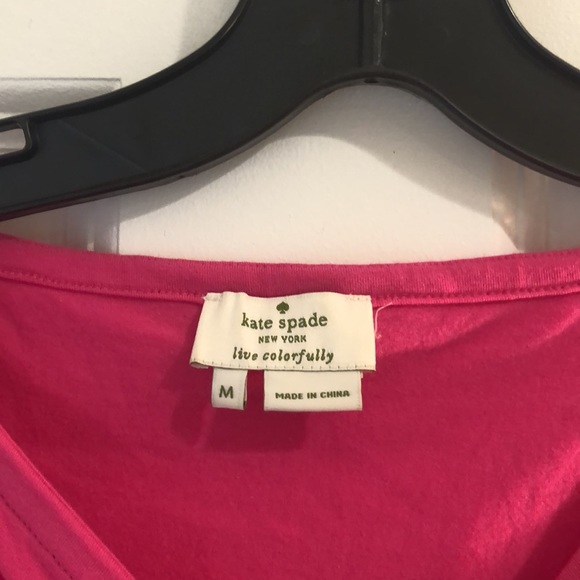 kate spade
NEW YORK
live colorfully
M
MADE IN CHINA